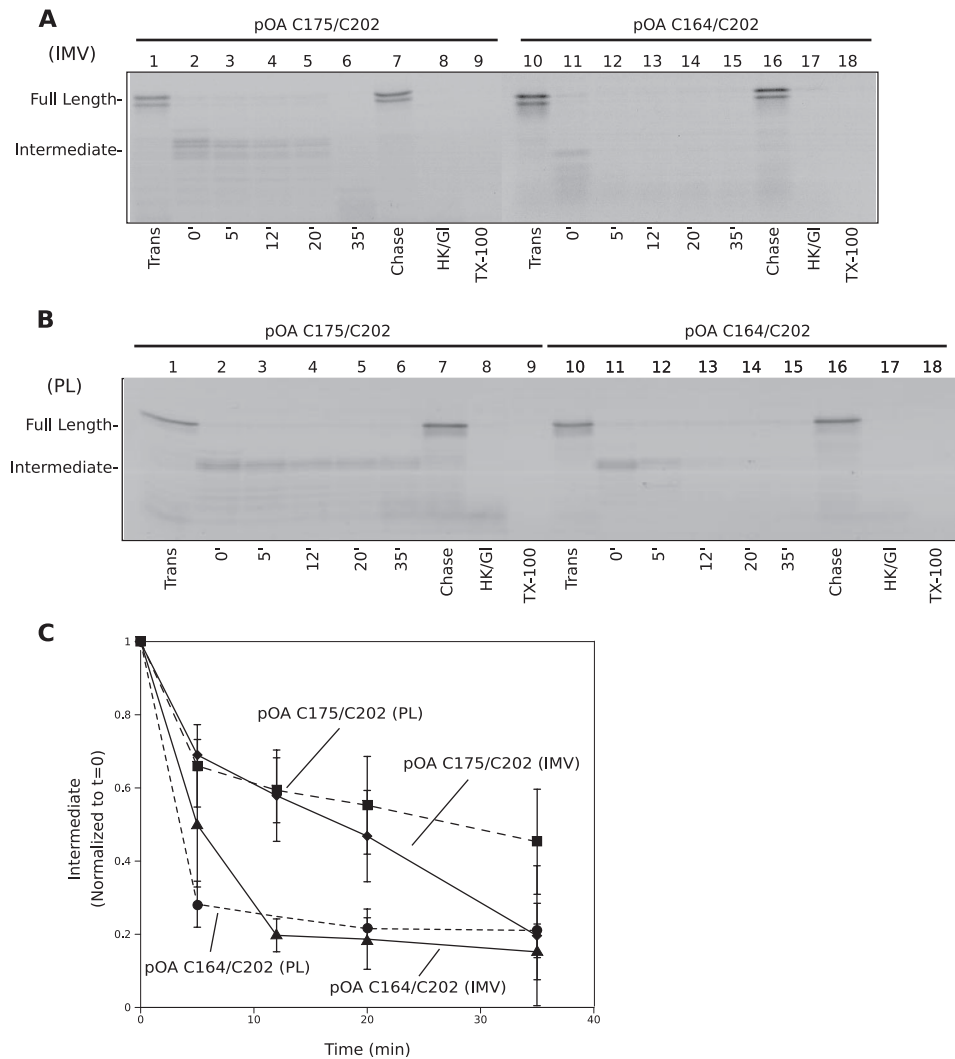 A
pOA C175/C202 pOA C164/C202
(IMV)
1 2 3 4 5 6 7 8 9 10 11 12 13 14 15 16 17 18
Full Length-
Intermediate-
Trans 0' 5' 12' 20' 35' Chase HK/Gl TX-100 Trans 0' 5' 12' 20' 35' Chase HK/Gl TX-100
B
pOA C175/C202 pOA C164/C202
(PL)
1 2 3 4 5 6 7 8 9 10 11 12 13 14 15 16 17 18
Full Length-
Intermediate-
Trans 0' 5' 12' 20' 35' Chase HK/Gl TX-100 Trans 0' 5' 12' 20' 35' Chase HK/Gl TX-100
C
1
0.8
0.6
0.4
0.2
0
Intermediate
(Normalized to t=0)
pOA C175/C202 (PL)
pOA C175/C202 (IMV)
pOA C164/C202 (PL)
pOA C164/C202 (IMV)
0 10 20 30 40
Time (min)